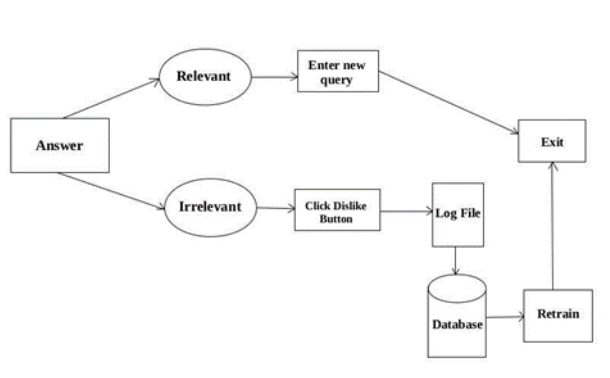 Relevant
Enter new
query
Answer
Exit
Irrelevant
Click Dislike
Button
Log File
Database
Retrain